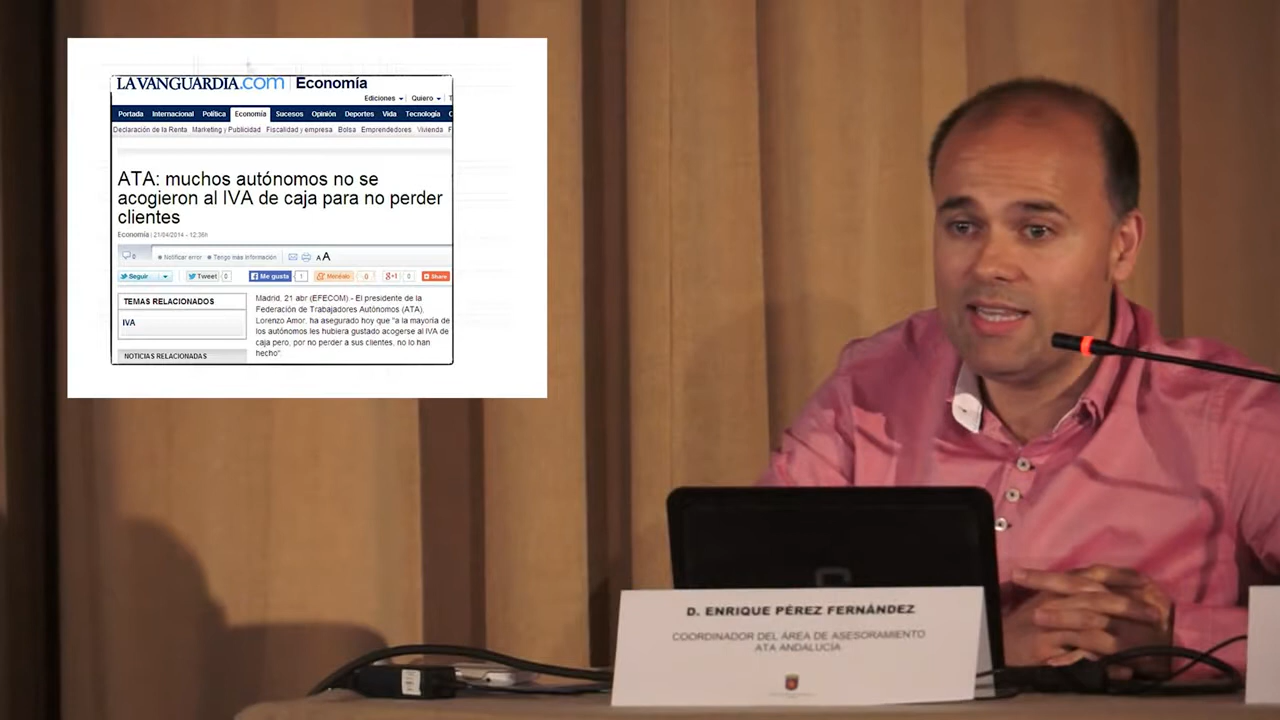 LAVANGUARDIA.com | Economía
Ediciones Quiero
Portada Internacional Política Economía Sucesos Opinión Deportes Vida Tecnología
Declaración de la Renta Marketing y Publicidad Fiscalidad y empresa Bolsa Emprendedores Vivienda
ATA: muchos autónomos no se
acogieron al IVA de caja para no perder
clientes
Economía | 21/04/2014 - 12:36h
0 Notificar error Tengo más información A A
Seguir Tweet 0 Me gusta 1 Menéalo 0 +1 0 Share
TEMAS RELACIONADOS
IVA
NOTICIAS RELACIONADAS
Madrid, 21 abr (EFECOM).- El presidente de la
Federación de Trabajadores Autónomos (ATA),
Lorenzo Amor, ha asegurado hoy que "a la mayoría de
los autónomos les hubiera gustado acogerse al IVA de
caja pero, por no perder a sus clientes, no lo han
hecho".
D. ENRIQUE PÉREZ FERNÁNDEZ
COORDINADOR DEL ÁREA DE ASESORAMIENTO
ATA ANDALUCÍA